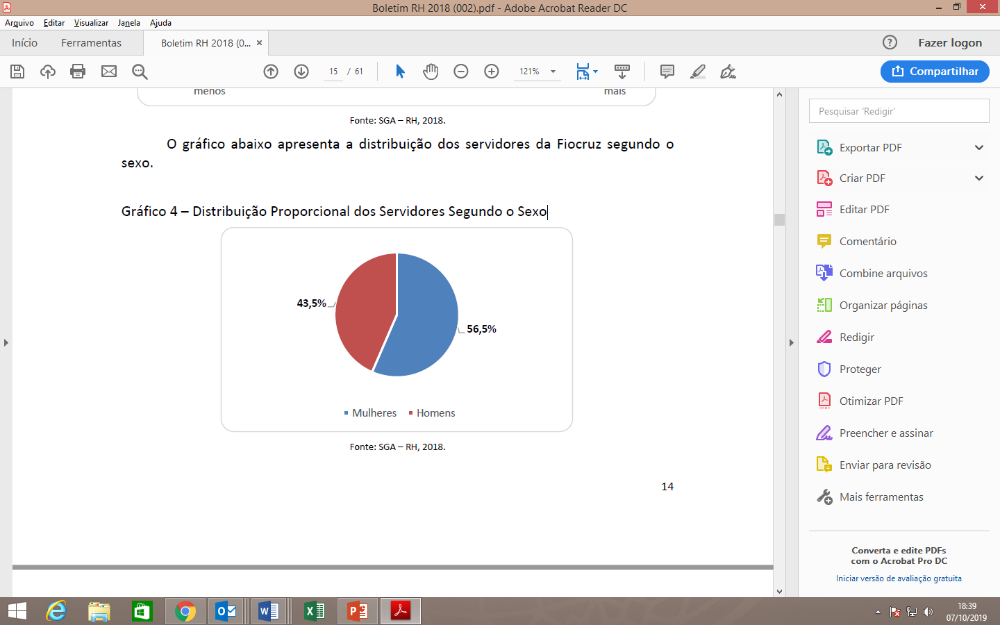 Boletim RH 2018 (002).pdf - Adobe Acrobat Reader DC
Arquivo Editar Visualizar Janela Ajuda
Início Ferramentas Boletim RH 2018 (0... × Fazer logon
15 / 61 121% Compartilhar
menos mais
Fonte: SGA – RH, 2018.
O gráfico abaixo apresenta a distribuição dos servidores da Fiocruz segundo o
sexo.
Gráfico 4 – Distribuição Proporcional dos Servidores Segundo o Sexo
43,5%
56,5%
Mulheres Homens
Fonte: SGA – RH, 2018.
14
Pesquisar 'Redigir'
Exportar PDF
Criar PDF
Editar PDF
Comentário
Combine arquivos
Organizar páginas
Redigir
Proteger
Otimizar PDF
Preencher e assinar
Enviar para revisão
Mais ferramentas
Converta e edite PDFs
com o Acrobat Pro DC
Iniciar versão de avaliação gratuita
18:39
07/10/2019